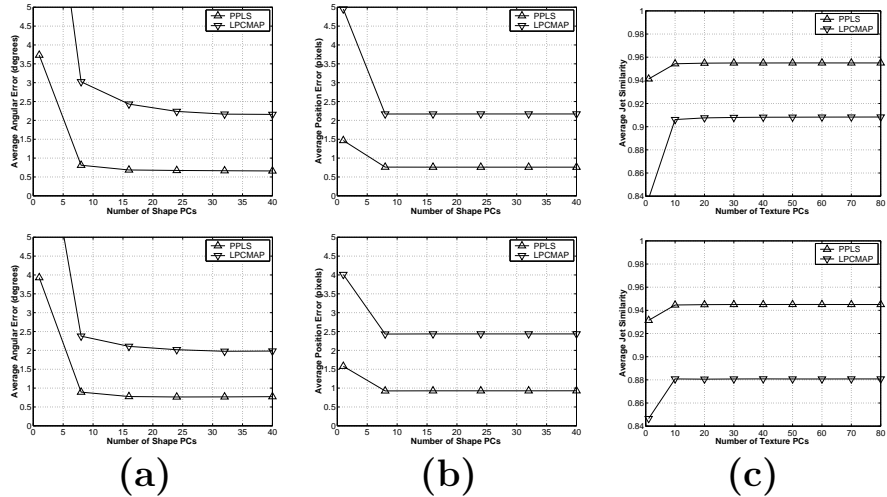 5
4.5
4
3.5
3
2.5
2
1.5
1
0.5
0
Average Angular Error (degrees)
0 5 10 15 20 25 30 35 40
Number of Shape PCs
PPLS
LPCMAP
5
4.5
4
3.5
3
2.5
2
1.5
1
0.5
0
Average Position Error (pixels)
0 5 10 15 20 25 30 35 40
Number of Shape PCs
PPLS
LPCMAP
1
0.98
0.96
0.94
0.92
0.9
0.88
0.86
0.84
Average Jet Similarity
0 10 20 30 40 50 60 70 80
Number of Texture PCs
PPLS
LPCMAP
5
4.5
4
3.5
3
2.5
2
1.5
1
0.5
0
Average Angular Error (degrees)
0 5 10 15 20 25 30 35 40
Number of Shape PCs
PPLS
LPCMAP
5
4.5
4
3.5
3
2.5
2
1.5
1
0.5
0
Average Position Error (pixels)
0 5 10 15 20 25 30 35 40
Number of Shape PCs
PPLS
LPCMAP
1
0.98
0.96
0.94
0.92
0.9
0.88
0.86
0.84
Average Jet Similarity
0 10 20 30 40 50 60 70 80
Number of Texture PCs
PPLS
LPCMAP
(a) (b) (c)